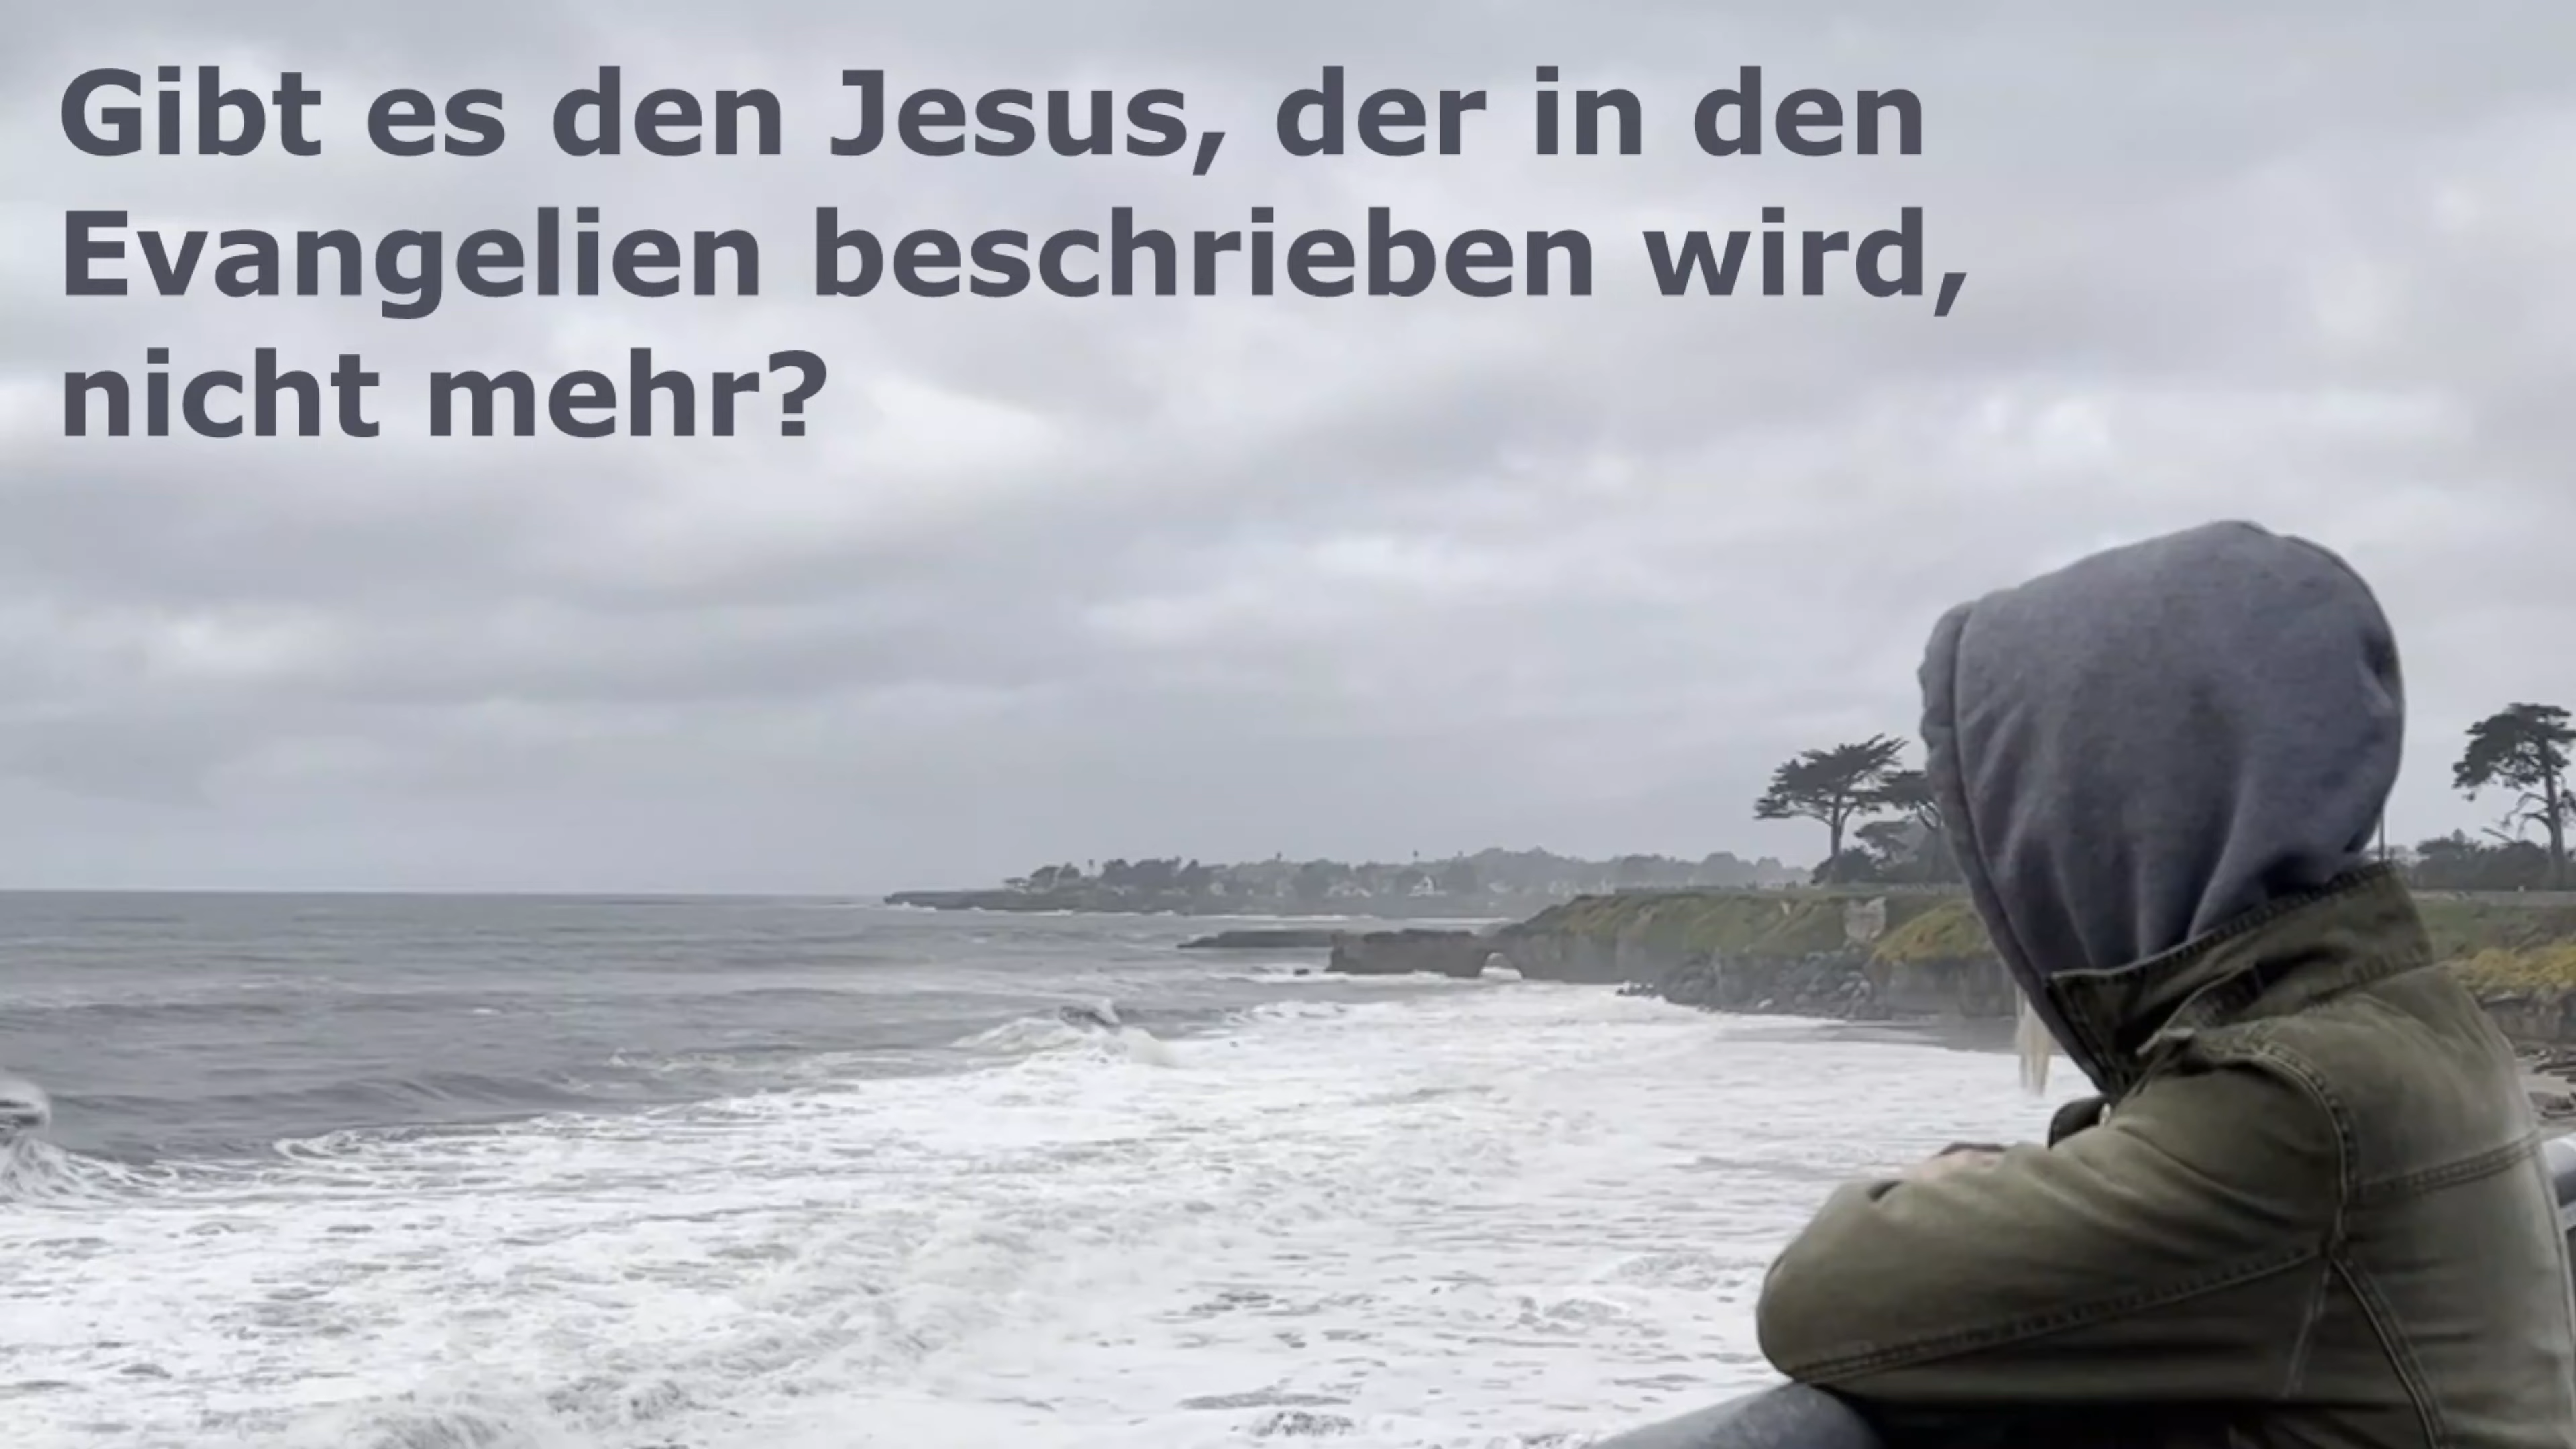 Gibt es den Jesus, der in den
Evangelien beschrieben wird,
nicht mehr?